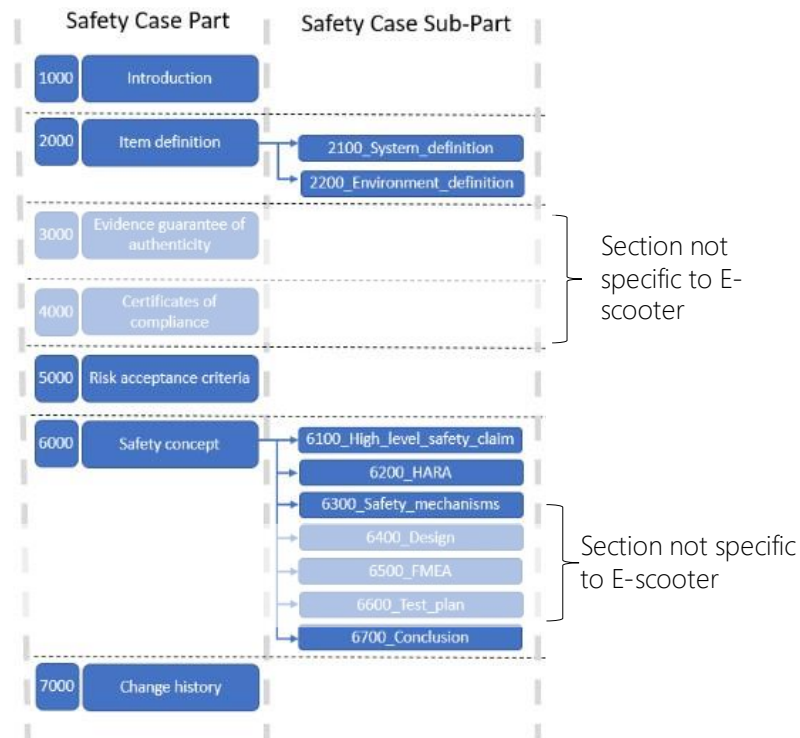 Safety Case Part
Safety Case Sub-Part
1000
Introduction
2000
Item definition
2100_System_definition
2200_Environment_definition
3000
Evidence guarantee of
authenticity
4000
Certificates of
compliance
Section not
specific to E-
scooter
5000
Risk acceptance criteria
6000
Safety concept
6100_High_level_safety_claim
6200_HARA
6300_Safety_mechanisms
6400_Design
6500_FMEA
6600_Test_plan
6700_Conclusion
Section not specific
to E-scooter
7000
Change history